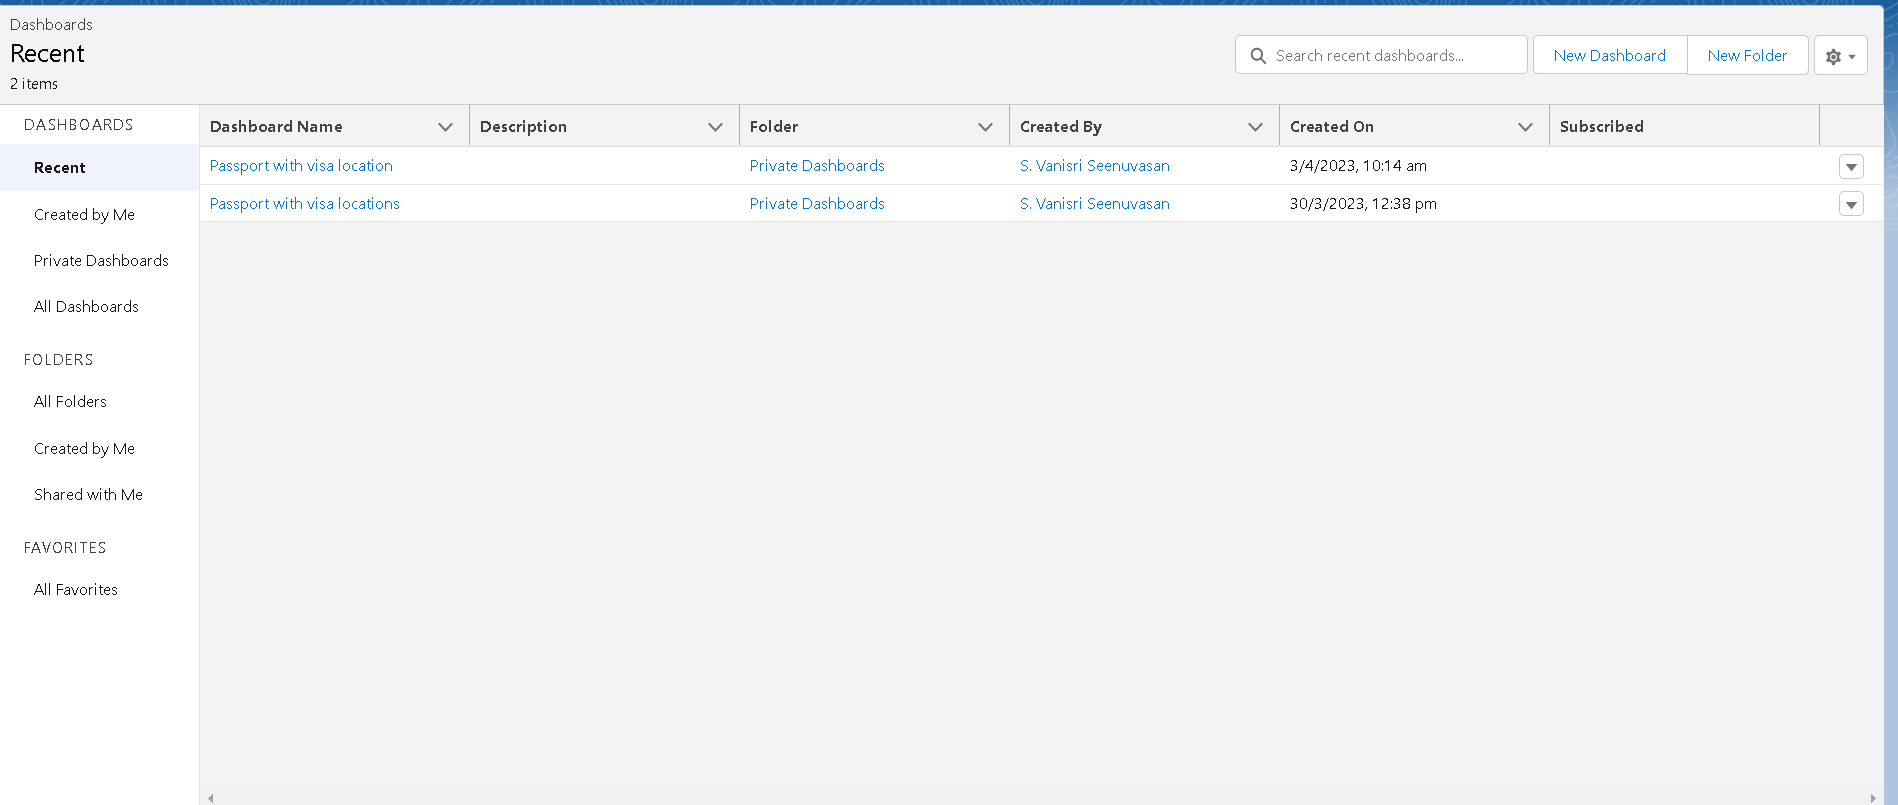 Dashboards
Recent
2 items
Search recent dashboards...
New Dashboard
New Folder
DASHBOARDS
Recent
Created by Me
Private Dashboards
All Dashboards
FOLDERS
All Folders
Created by Me
Shared with Me
FAVORITES
All Favorites
Dashboard Name Description Folder Created By Created On Subscribed
Passport with visa location Private Dashboards S. Vanisri Seenuvasan 3/4/2023, 10:14 am
Passport with visa locations Private Dashboards S. Vanisri Seenuvasan 30/3/2023, 12:38 pm